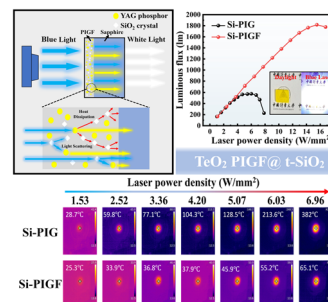 YAG phosphor
SiO₂ crystal
PIGF
Sapphire
Blue Light
White Light
Heat
Dissipation
Light Scattering
Luminous flux (lm)
1800
1600
1400
1200
1000
800
600
400
200
0
Si-PIG
Si-PIGF
Daylight
0 2 4 6 8 10 12 14 16
Laser power density (W/mm²)
TeO₂ PIGF@ t-SiO₂
Laser power density (W/mm²)
1.53 2.52 3.36 4.20 5.07 6.03 6.96
Si-PIG
28.7°C 59.8°C 77.1°C 104.3°C 128.5°C 213.6°C 382°C
Si-PIGF
25.3°C 33.9°C 36.8°C 37.9°C 45.9°C 55.2°C 65.1°C